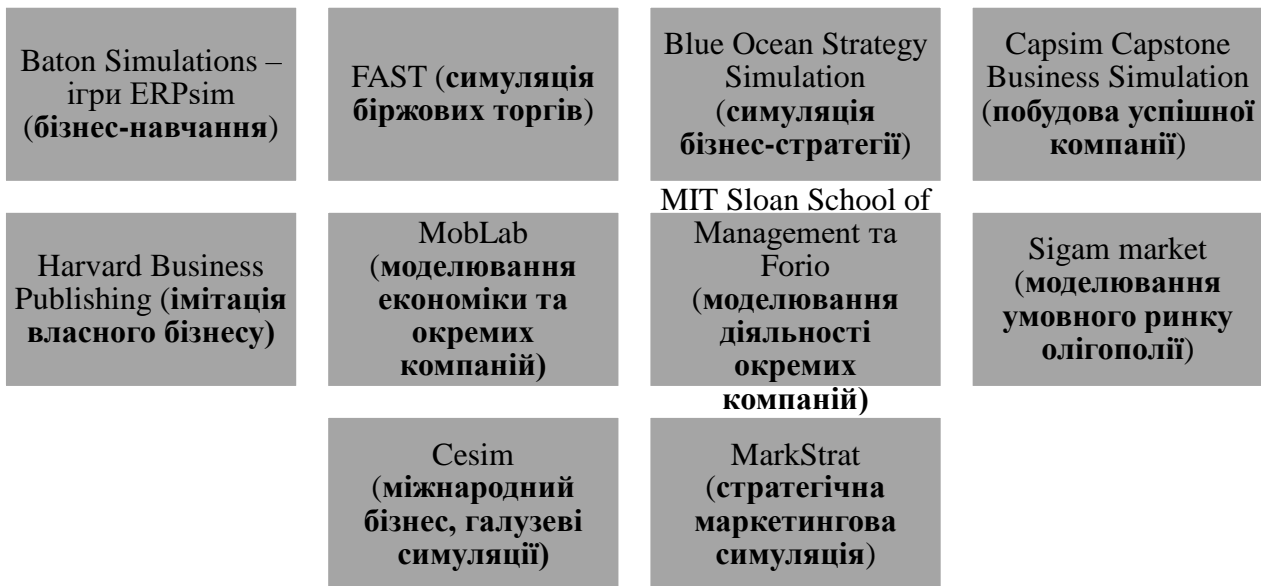 Baton Simulations –
ігри ERPsim
(бізнес-навчання)
FAST (симуляція
біржових торгів)
Blue Ocean Strategy
Simulation
(симуляція
бізнес-стратегії)
Capsim Capstone
Business Simulation
(побудова успішної
компанії)
Harvard Business
Publishing (імітація
власного бізнесу)
MobLab
(моделювання
економіки та
окремих
компаній)
MIT Sloan School of
Management та
Forio
(моделювання
діяльності
окремих
компаній)
Sigam market
(моделювання
умовного ринку
олігополії)
Cesim
(міжнародний
бізнес, галузеві
симуляції)
MarkStrat
(стратегічна
маркетингова
симуляція)